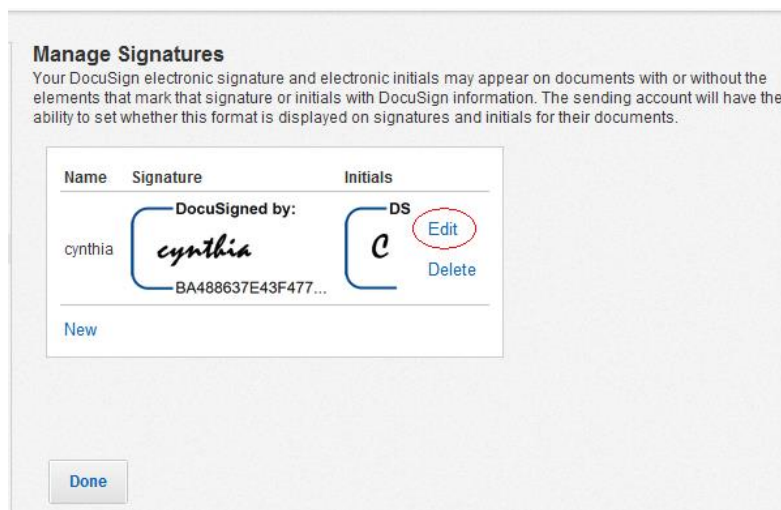 Manage Signatures
Your DocuSign electronic signature and electronic initials may appear on documents with or without the
elements that mark that signature or initials with DocuSign information. The sending account will have the
ability to set whether this format is displayed on signatures and initials for their documents.
Name Signature Initials
DocuSigned by: DS
cynthia cynthia C Edit
Delete
BA488637E43F477...
New
Done